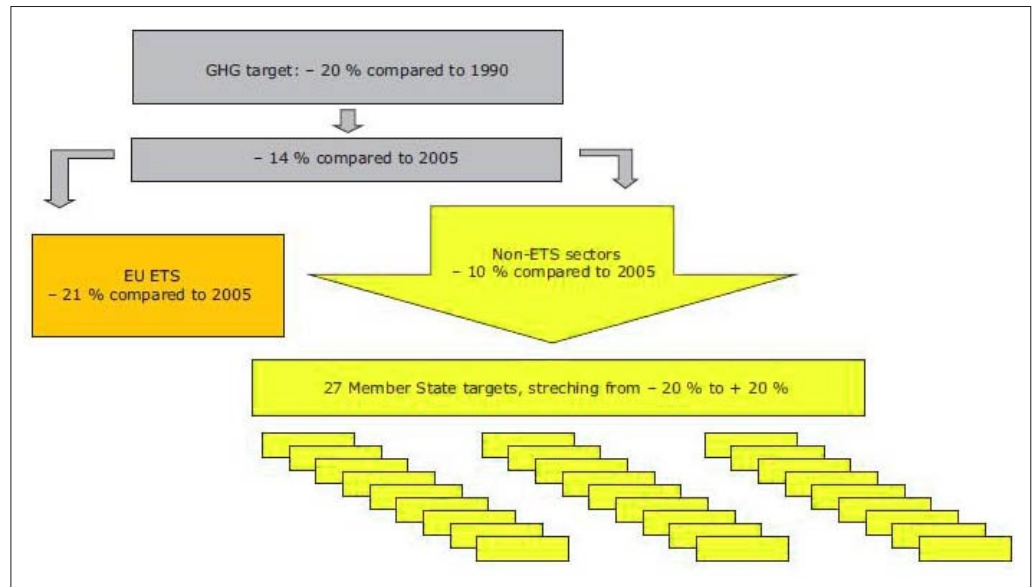 GHG target: – 20 % compared to 1990
– 14 % compared to 2005
EU ETS
– 21 % compared to 2005
Non-ETS sectors
– 10 % compared to 2005
27 Member State targets, streching from – 20 % to + 20 %